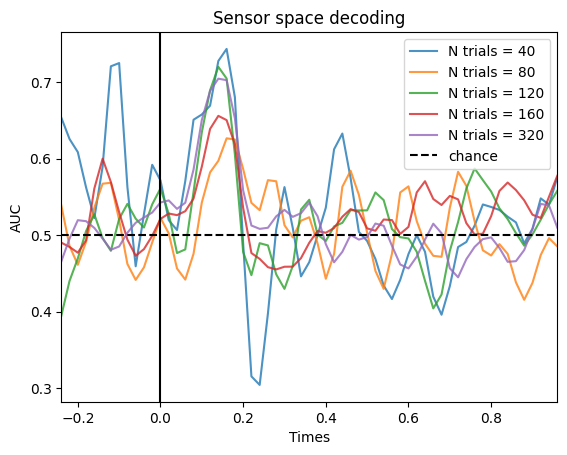 Sensor space decoding
AUC
0.7
0.6
0.5
0.4
0.3
N trials = 40
N trials = 80
N trials = 120
N trials = 160
N trials = 320
chance
−0.2
0.0
0.2
0.4
0.6
0.8
Times